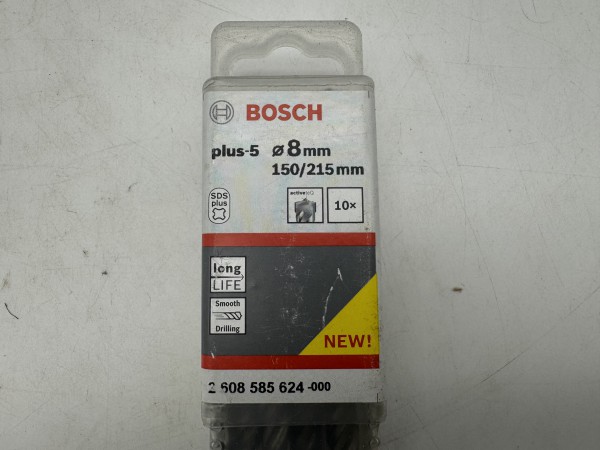 BOSCH
plus-5 ø8mm
150/215mm
SDS
plus
activeteQ
10×
long
LIFE
Smooth
Drilling
NEW!
2 608 585 624 -000